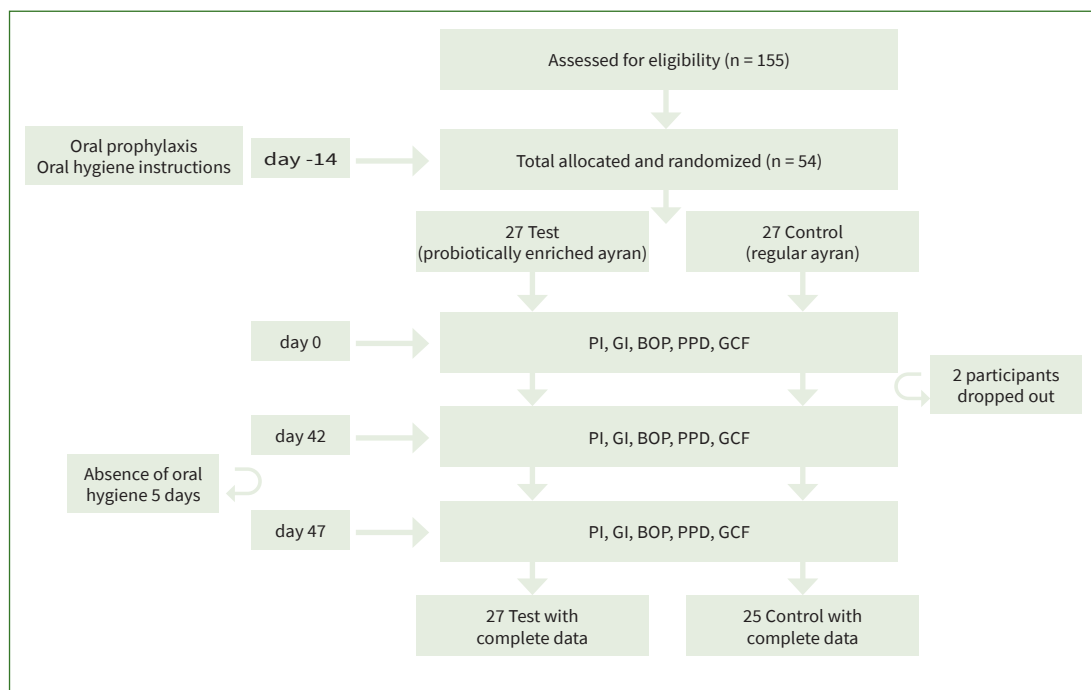 Assessed for eligibility (n = 155)
Oral prophylaxis
Oral hygiene instructions
day -14
Total allocated and randomized (n = 54)
27 Test
(probiotically enriched ayran)
27 Control
(regular ayran)
day 0
PI, GI, BOP, PPD, GCF
2 participants
dropped out
day 42
PI, GI, BOP, PPD, GCF
Absence of oral
hygiene 5 days
day 47
PI, GI, BOP, PPD, GCF
27 Test with
complete data
25 Control with
complete data